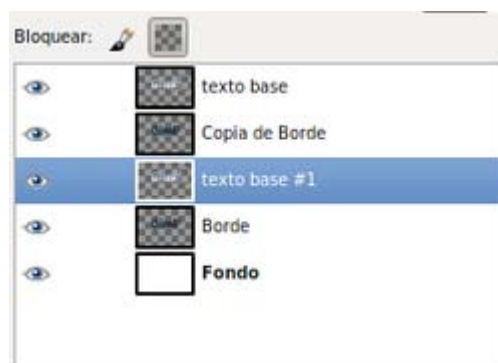 Bloquear:
texto base
Copia de Borde
texto base #1
Borde
Fondo